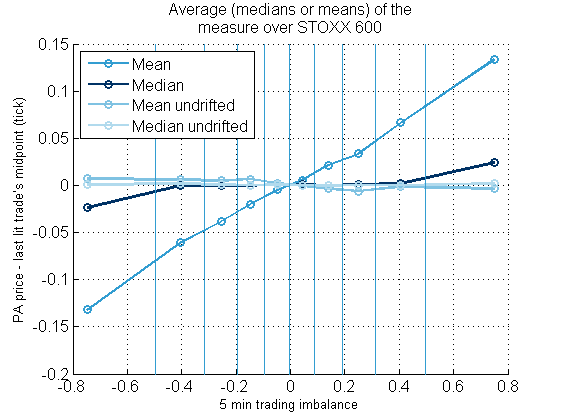 Average (medians or means) of the
measure over STOXX 600
PA price - last lit trade's midpoint (tick)
0.15
0.1
0.05
0
-0.05
-0.1
-0.15
-0.2
Mean
Median
Mean undrifted
Median undrifted
-0.8 -0.6 -0.4 -0.2 0 0.2 0.4 0.6 0.8
5 min trading imbalance